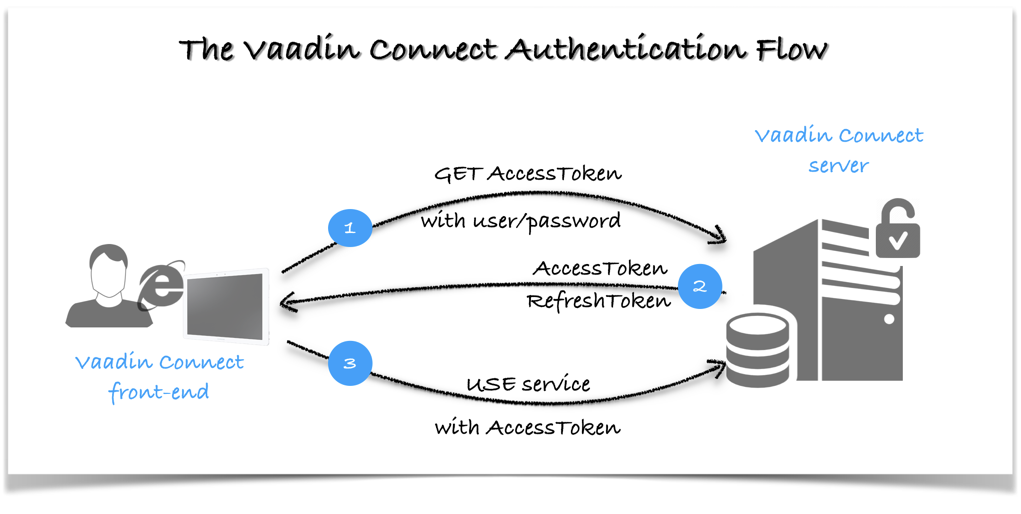 The Vaadin Connect Authentication Flow
Vaadin Connect
server
GET AccessToken
1
with user/password
AccessToken
2
RefreshToken
Vaadin Connect
front-end
3
USE service
with AccessToken